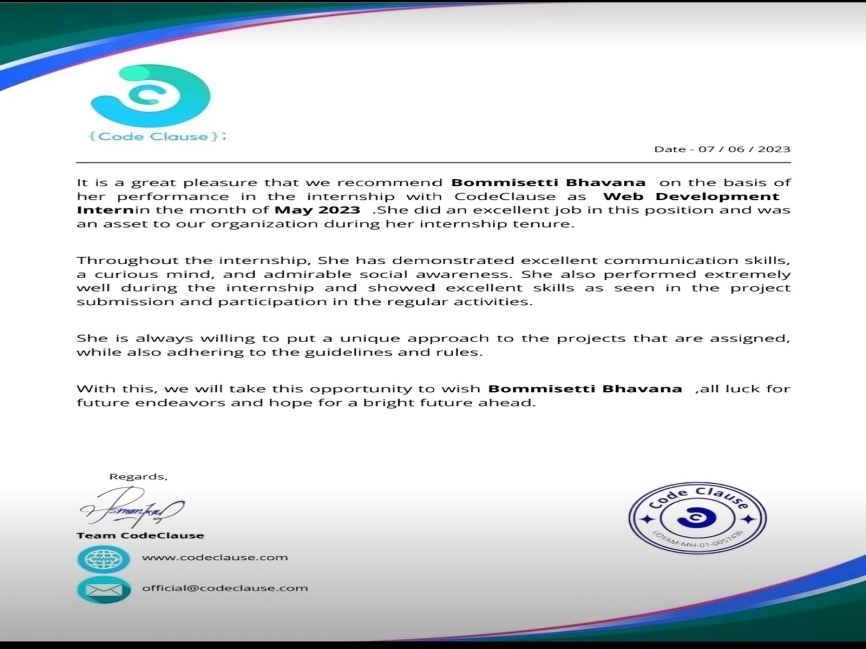 {Code Clause};
Date - 07 / 06 / 2023
It is a great pleasure that we recommend Bommisetti Bhavana on the basis of
her performance in the internship with CodeClause as Web Development
Internin the month of May 2023 .She did an excellent job in this position and was
an asset to our organization during her internship tenure.
Throughout the internship, She has demonstrated excellent communication skills,
a curious mind, and admirable social awareness. She also performed extremely
well during the internship and showed excellent skills as seen in the project
submission and participation in the regular activities.
She is always willing to put a unique approach to the projects that are assigned,
while also adhering to the guidelines and rules.
With this, we will take this opportunity to wish Bommisetti Bhavana ,all luck for
future endeavors and hope for a bright future ahead.
Regards,
Team CodeClause
www.codeclause.com
official@codeclause.com
Code Clause